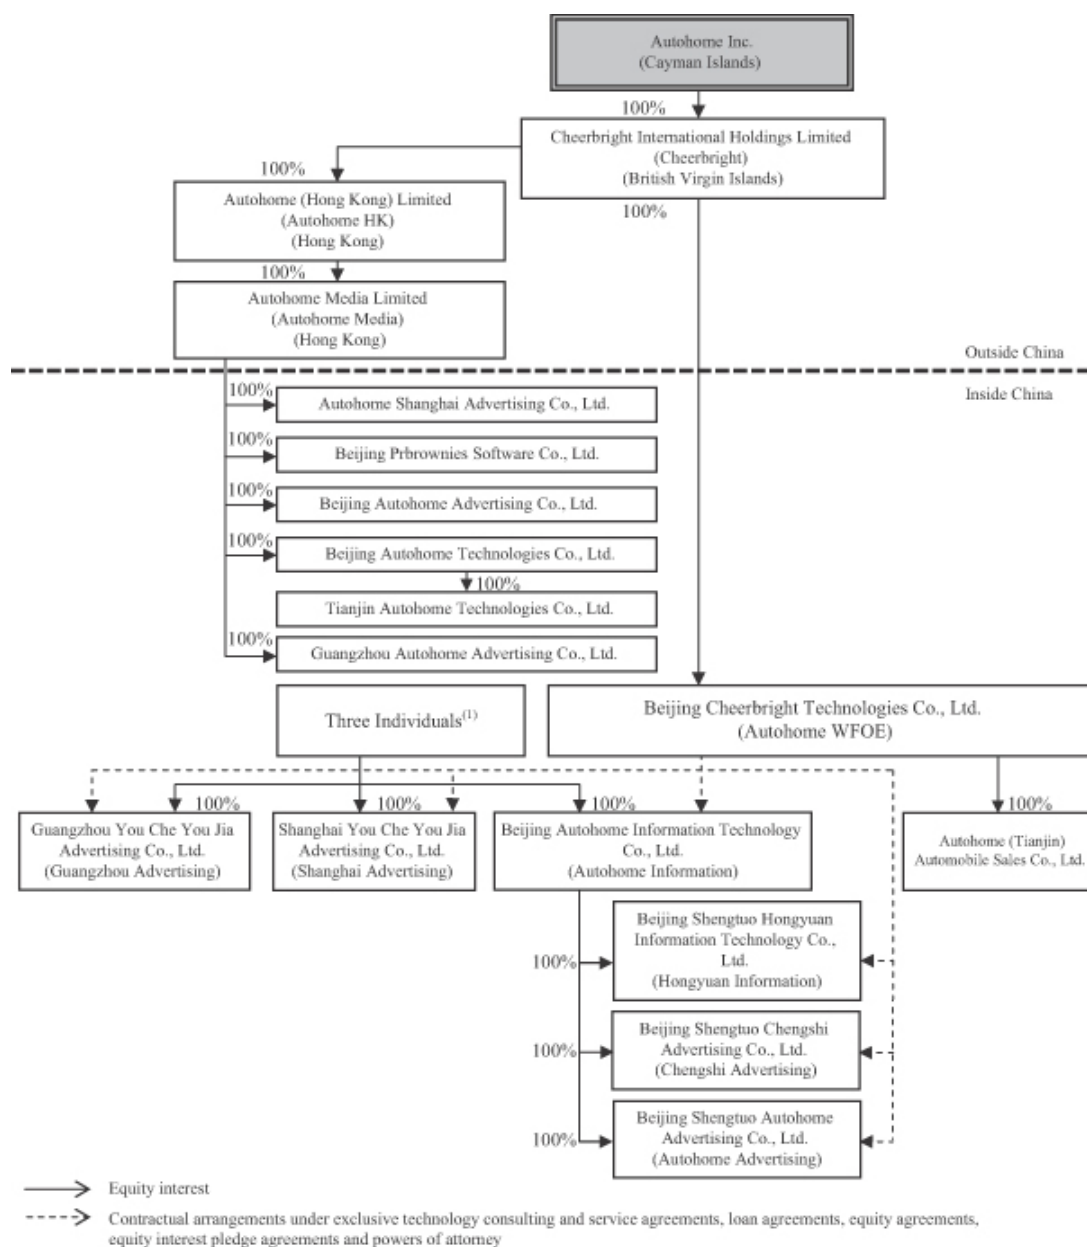 Autohome Inc.
(Cayman Islands)
100%
Cheerbright International Holdings Limited
(Cheerbright)
(British Virgin Islands)
100%
Autohome (Hong Kong) Limited
(Autohome HK)
(Hong Kong)
100%
100%
Autohome Media Limited
(Autohome Media)
(Hong Kong)
Outside China
Inside China
100%
Autohome Shanghai Advertising Co., Ltd.
100%
Beijing Prbrownies Software Co., Ltd.
100%
Beijing Autohome Advertising Co., Ltd.
100%
Beijing Autohome Technologies Co., Ltd.
100%
Tianjin Autohome Technologies Co., Ltd.
100%
Guangzhou Autohome Advertising Co., Ltd.
Three Individuals(1)
Beijing Cheerbright Technologies Co., Ltd.
(Autohome WFOE)
100%
100%
100%
100%
Guangzhou You Che You Jia
Advertising Co., Ltd.
(Guangzhou Advertising)
Shanghai You Che You Jia
Advertising Co., Ltd.
(Shanghai Advertising)
Beijing Autohome Information Technology
Co., Ltd.
(Autohome Information)
Autohome (Tianjin)
Automobile Sales Co., Ltd.
100%
Beijing Shengtuo Hongyuan
Information Technology Co.,
Ltd.
(Hongyuan Information)
100%
Beijing Shengtuo Chengshi
Advertising Co., Ltd.
(Chengshi Advertising)
100%
Beijing Shengtuo Autohome
Advertising Co., Ltd.
(Autohome Advertising)
Equity interest
Contractual arrangements under exclusive technology consulting and service agreements, loan agreements, equity agreements,
equity interest pledge agreements and powers of attorney